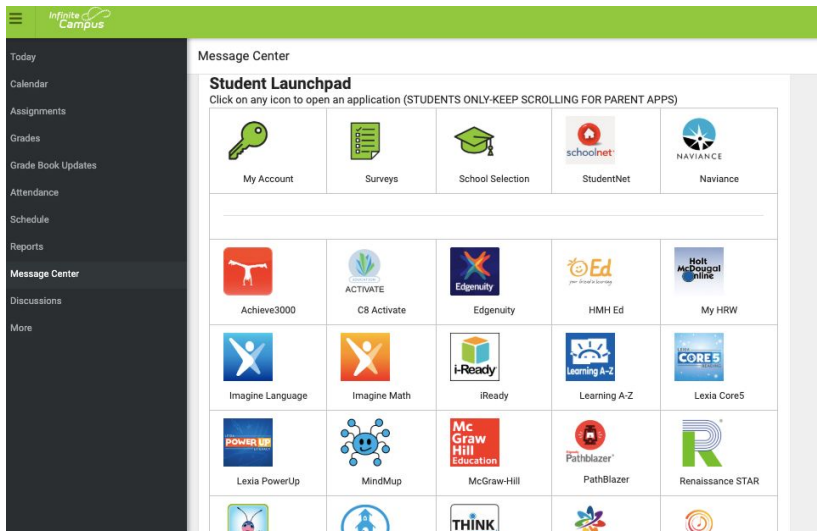 Infinite
Campus
Today
Calendar
Assignments
Grades
Grade Book Updates
Attendance
Schedule
Reports
Message Center
Discussions
More
Message Center
Student Launchpad
Click on any icon to open an application (STUDENTS ONLY-KEEP SCROLLING FOR PARENT APPS)
schoolnet
NAVIANCE
My Account
Surveys
School Selection
StudentNet
Naviance
ACTIVATE
Edgenuity
Ed
your friend in learning
Holt
McDougal
Online
Achieve3000
C8 Activate
Edgenuity
HMH Ed
My HRW
i-Ready
Learning A-Z
LEXIA
CORE5
READING
Imagine Language
Imagine Math
iReady
Learning A-Z
Lexia Core5
LEXIA
POWER UP
LITERACY
Mc
Graw
Hill
Education
Pathblazer
R
Lexia PowerUp
MindMup
McGraw-Hill
PathBlazer
Renaissance STAR
THINK